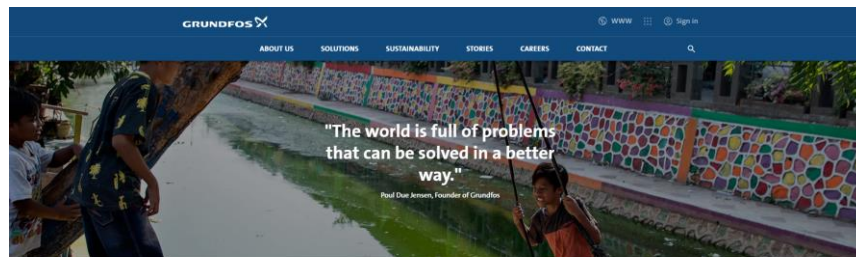 GRUNDFOS
WWW
Sign in
ABOUT US SOLUTIONS SUSTAINABILITY STORIES CAREERS CONTACT
"The world is full of problems
that can be solved in a better
way."
Poul Due Jensen, Founder of Grundfos